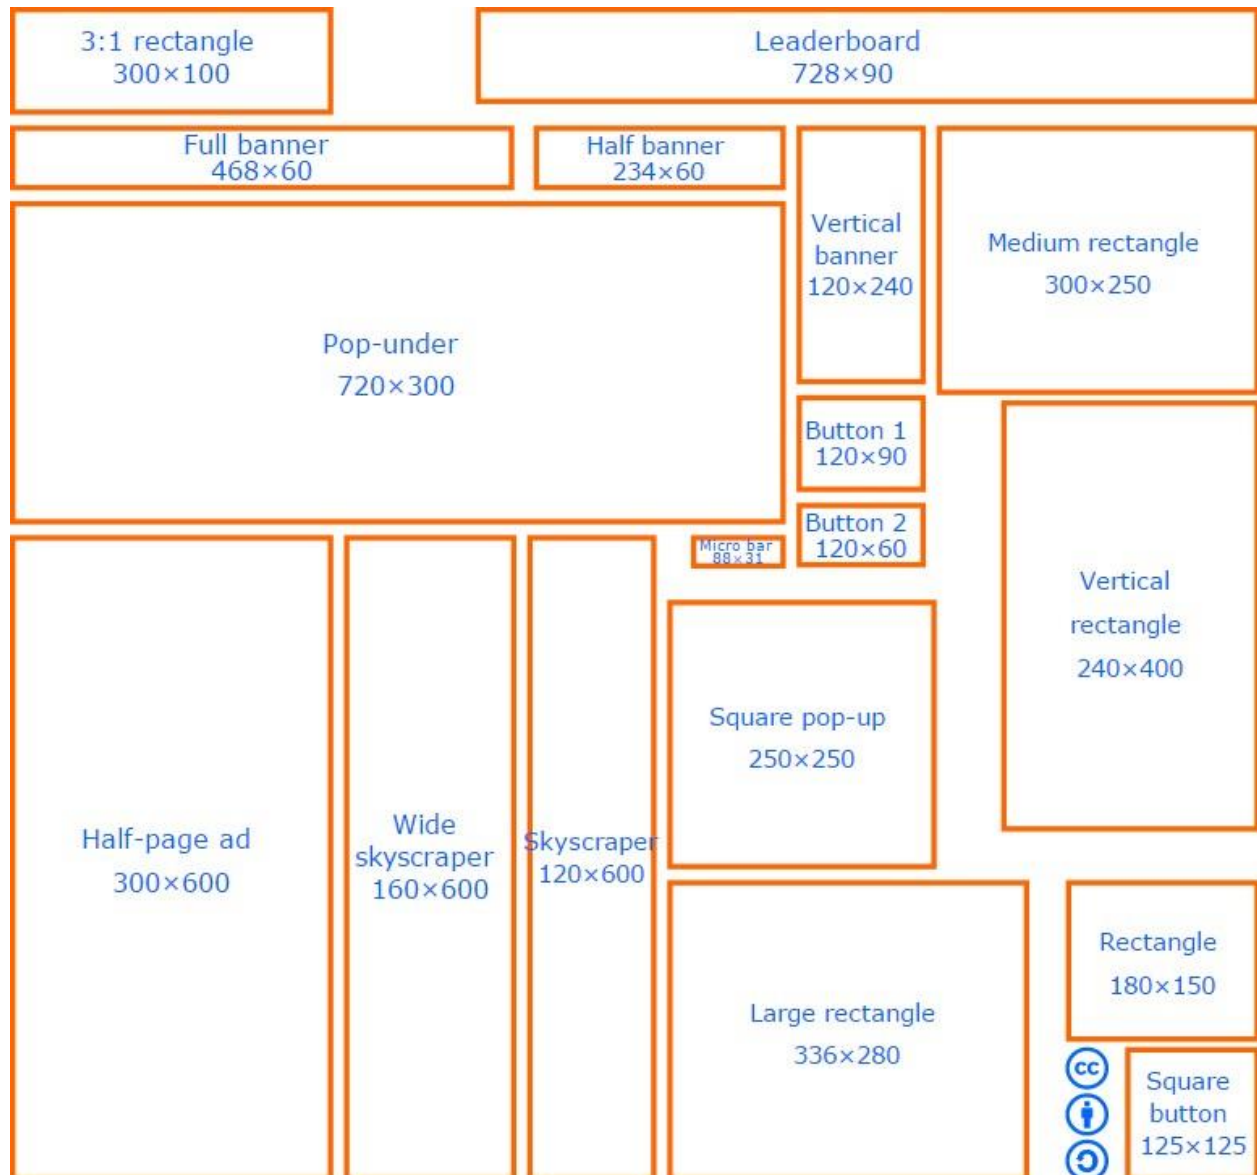 3:1 rectangle
300×100
Leaderboard
728×90
Full banner
468×60
Half banner
234×60
Vertical
banner
120×240
Medium rectangle
300×250
Pop-under
720×300
Button 1
120×90
Button 2
120×60
Micro bar
88×31
Vertical
rectangle
240×400
Square pop-up
250×250
Half-page ad
300×600
Wide
skyscraper
160×600
Skyscraper
120×600
Large rectangle
336×280
Rectangle
180×150
cc
Square
button
125×125